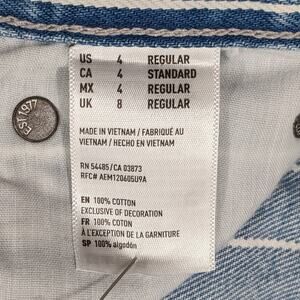 US 4 REGULAR
CA 4 STANDARD
MX 4 REGULAR
UK 8 REGULAR
MADE IN VIETNAM / FABRIQUÉ AU
VIETNAM / HECHO EN VIETNAM
RN 54485/CA 03873
RFC# AEM120605U9A
EN 100% COTTON
EXCLUSIVE OF DECORATION
FR 100% COTON
À L'EXCEPTION DE LA GARNITURE
SP 100% algodón
EST 1977